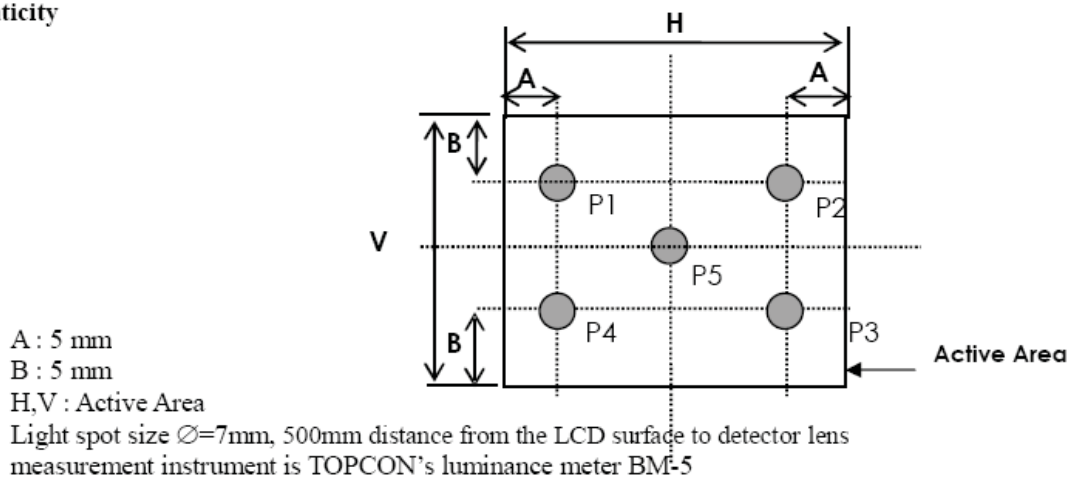 ticity
H
A
A
B
P1
P2
V
P5
B
P4
P3
Active Area
A : 5 mm
B : 5 mm
H,V : Active Area
Light spot size ∅=7mm, 500mm distance from the LCD surface to detector lens
measurement instrument is TOPCON's luminance meter BM-5